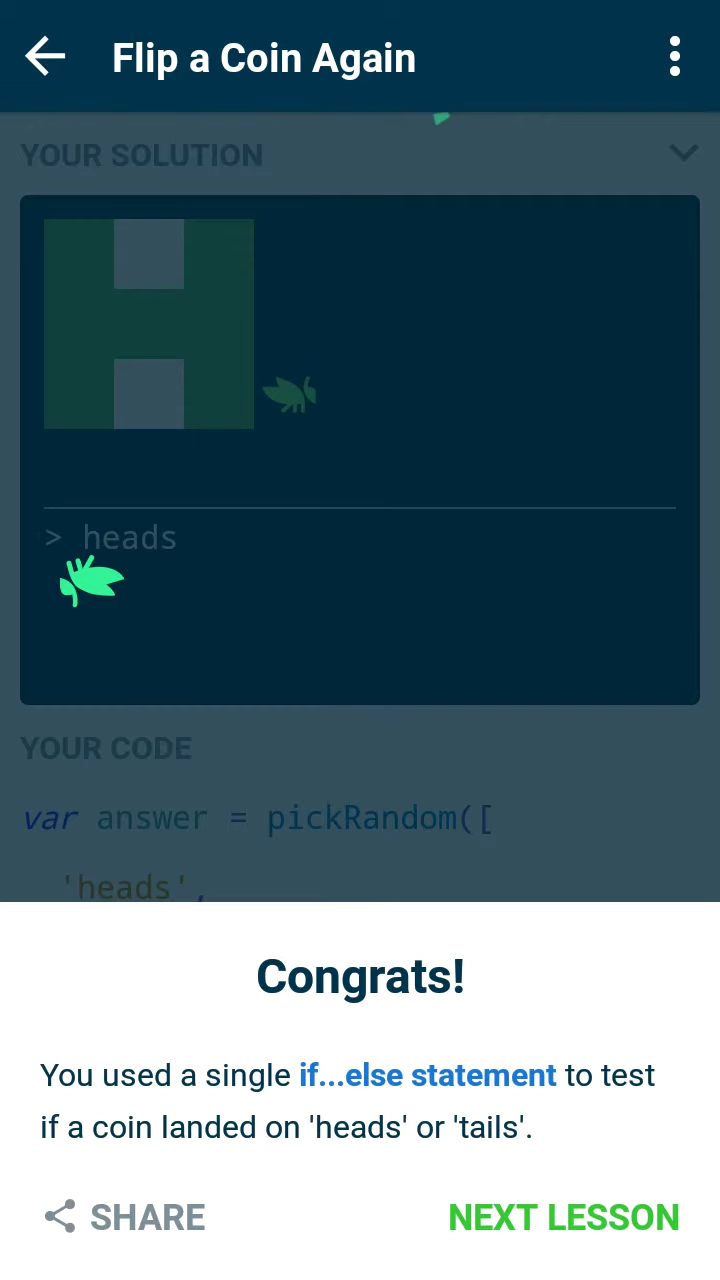 Flip a Coin Again
YOUR SOLUTION
> heads
YOUR CODE
var answer = pickRandom([
'heads',
Congrats!
You used a single if...else statement to test
if a coin landed on 'heads' or 'tails'.
SHARE
NEXT LESSON